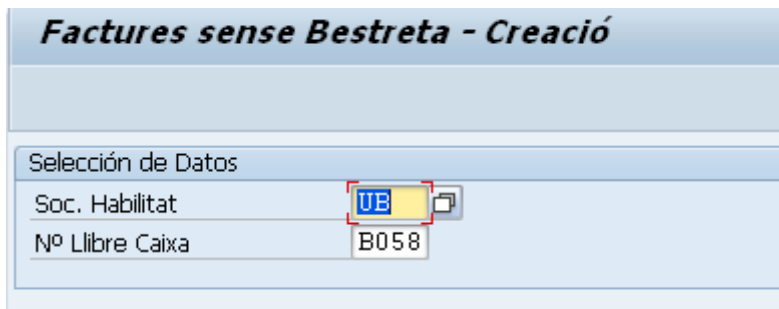 Factures sense Bestreta - Creació
Selección de Datos
Soc. Habilitat UB
Nº Llibre Caixa B058